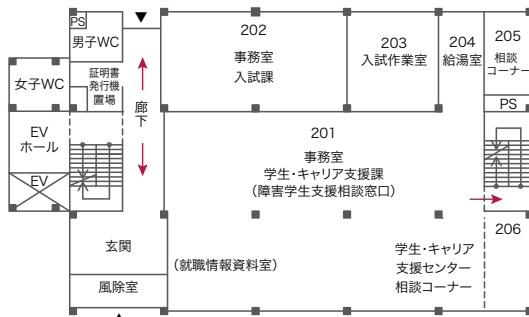 PS
男子WC
女子WC
証明書
発行機
置場
EV
ホール
EV
廊下
202
事務室
入試課
203
入試作業室
204
給湯室
205
相談
コーナー
PS
201
事務室
学生・キャリア支援課
(障害学生支援相談窓口)
玄関
風除室
(就職情報資料室)
学生・キャリア
支援センター
相談コーナー
206